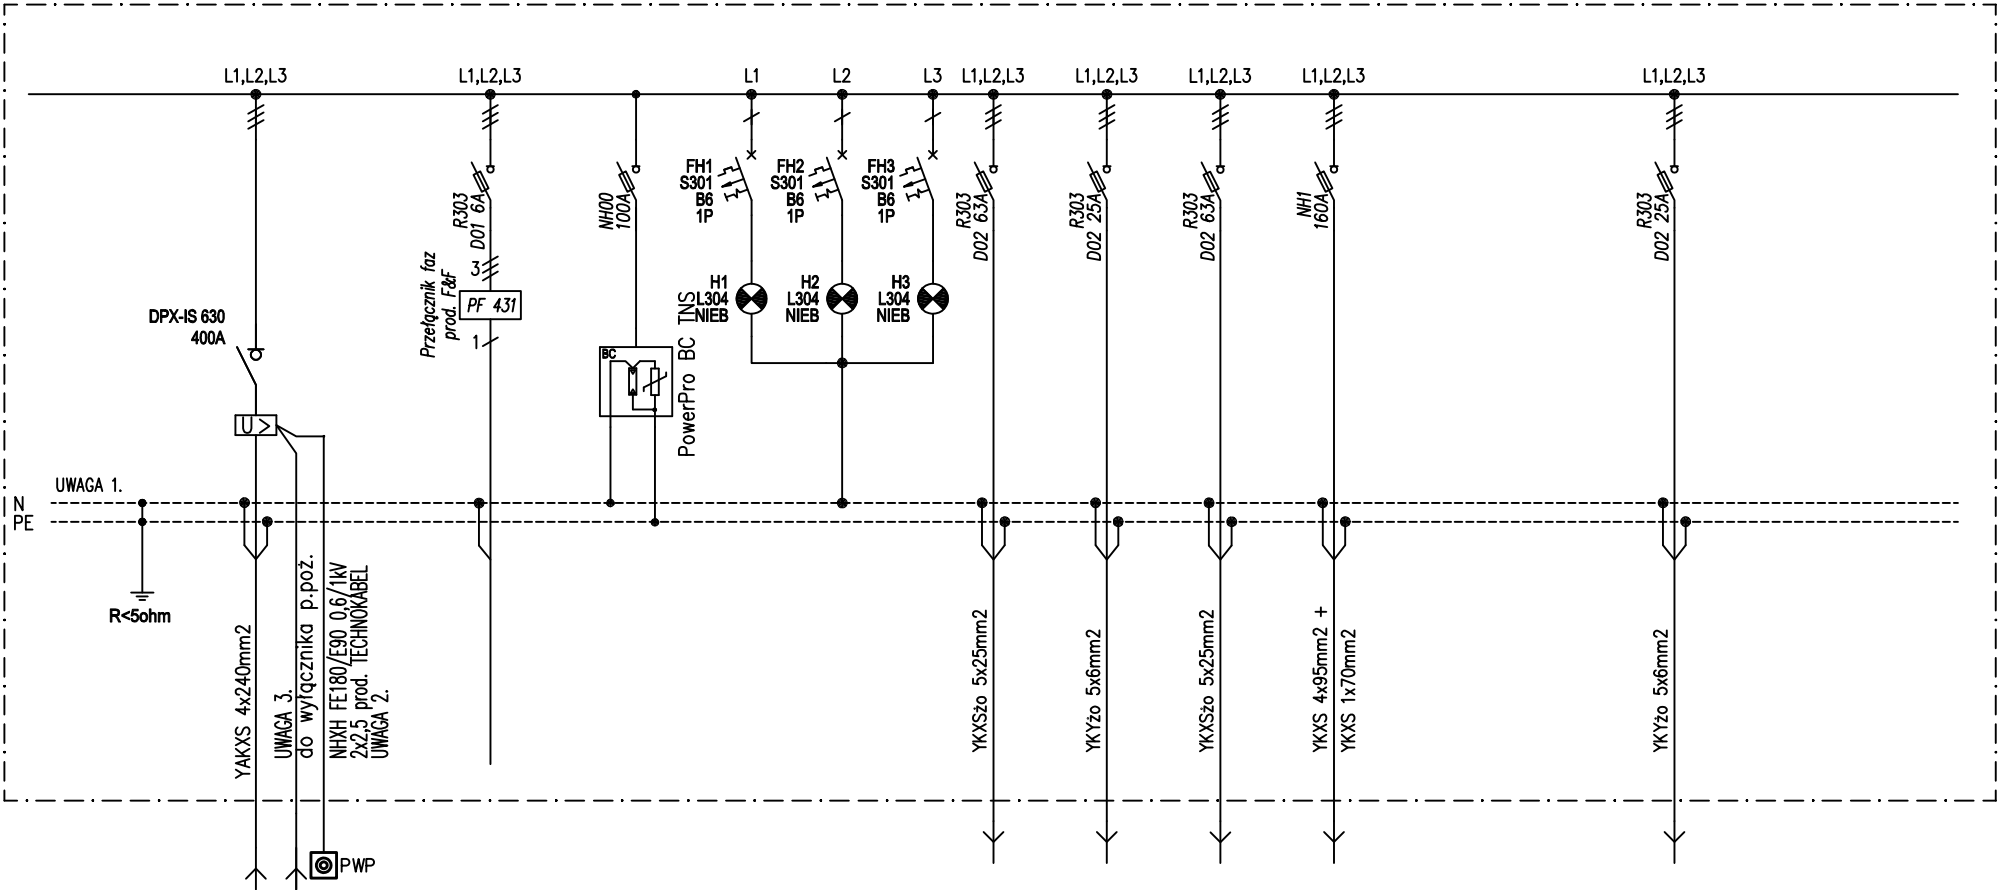 L1,L2,L3
L1,L2,L3
L1
L2
L3
L1,L2,L3
L1,L2,L3
L1,L2,L3
L1,L2,L3
L1,L2,L3
DPX-IS 630
400A
U >
R303
D01 6A
3
Przełącznik faz
prod. F&F
PF 431
1
NH00
100A
BC
PowerPro BC TNS
FH1
S301
B6
1P
FH2
S301
B6
1P
FH3
S301
B6
1P
H1
L304
NIEB
H2
L304
NIEB
H3
L304
NIEB
R303
D02 63A
R303
D02 25A
R303
D02 63A
NH1
160A
R303
D02 25A
UWAGA 1.
N
PE
R<5ohm
YAKXS 4x240mm2
UWAGA 3.
do wyłącznika p.poż.
NHXH FE180/E90 0,6/1kV
2x2,5 prod. TECHNOKABEL
UWAGA 2.
YKXSżo 5x25mm2
YKYżo 5x6mm2
YKXSżo 5x25mm2
YKXS 4x95mm2 +
YKXS 1x70mm2
YKYżo 5x6mm2
PWP